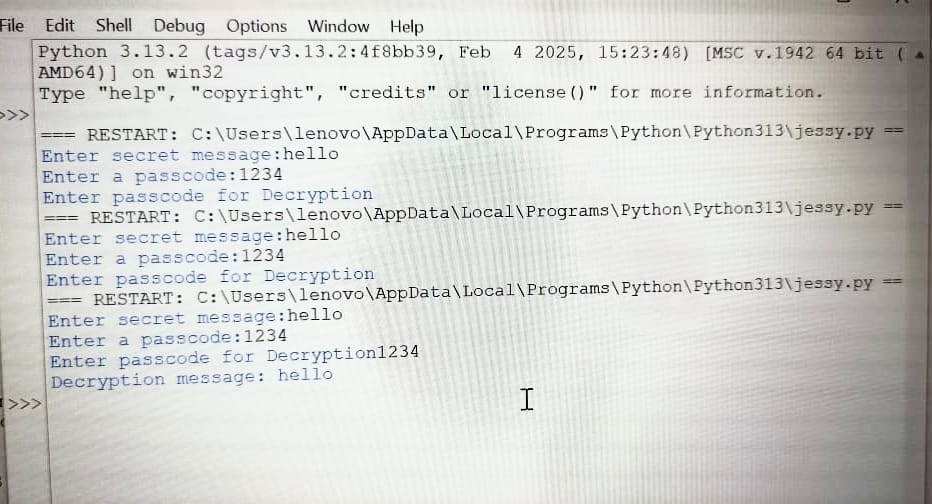 File Edit Shell Debug Options Window Help
Python 3.13.2 (tags/v3.13.2:4f8bb39, Feb  4 2025, 15:23:48) [MSC v.1942 64 bit (
AMD64)] on win32
Type "help", "copyright", "credits" or "license()" for more information.
>>>
=== RESTART: C:\Users\lenovo\AppData\Local\Programs\Python\Python313\jessy.py ==
Enter secret message:hello
Enter a passcode:1234
Enter passcode for Decryption
=== RESTART: C:\Users\lenovo\AppData\Local\Programs\Python\Python313\jessy.py ==
Enter secret message:hello
Enter a passcode:1234
Enter passcode for Decryption
=== RESTART: C:\Users\lenovo\AppData\Local\Programs\Python\Python313\jessy.py ==
Enter secret message:hello
Enter a passcode:1234
Enter passcode for Decryption1234
Decryption message: hello
>>>